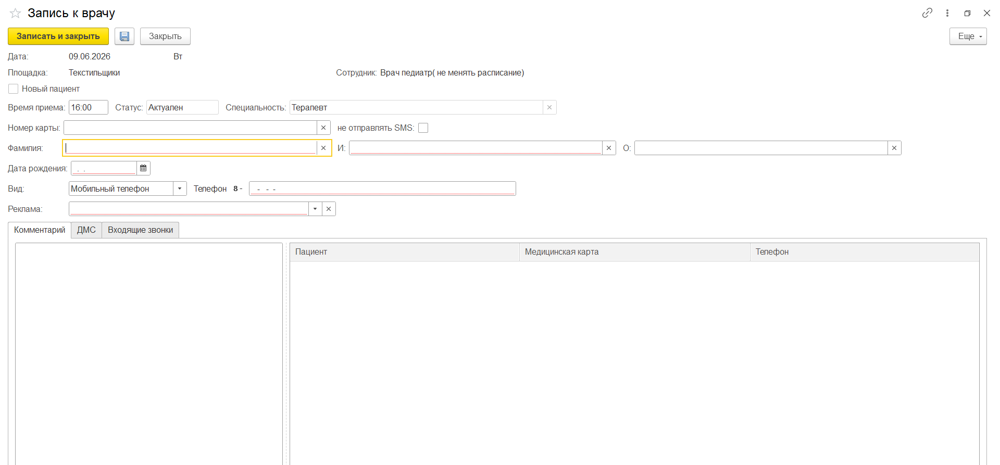 Запись к врачу
Записать и закрыть Закрыть Еще
Дата: 09.06.2026 Вт
Площадка: Текстильщики Сотрудник: Врач педиатр( не менять расписание)
Новый пациент
Время приема: 16:00 Статус: Актуален Специальность: Терапевт
Номер карты: не отправлять SMS:
Фамилия: И: О:
Дата рождения: . .
Вид: Мобильный телефон Телефон 8 - - - -
Реклама:
Комментарий ДМС Входящие звонки
Пациент Медицинская карта Телефон